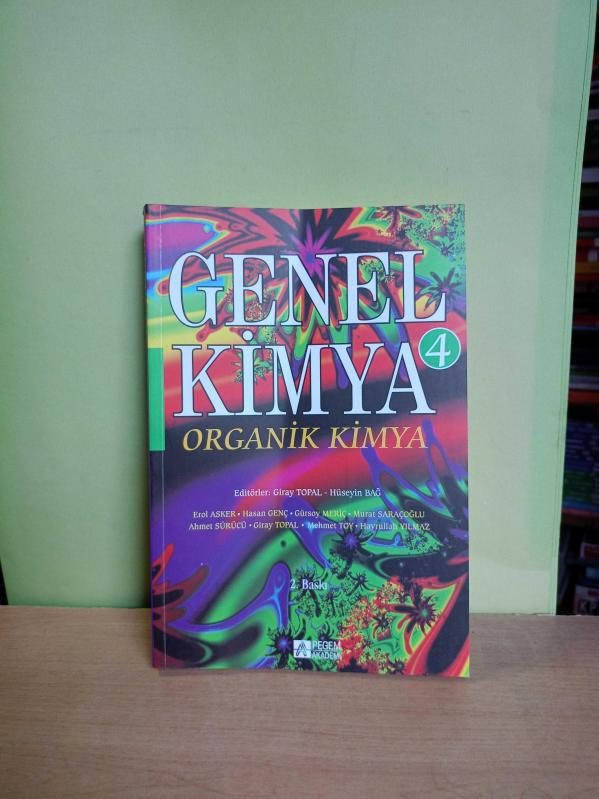 GENEL
KİMYA 4
ORGANİK KİMYA
Editörler: Giray TOPAL - Hüseyin BAĞ
Erol ASKER • Hasan GENÇ • Gürsoy MERİÇ • Murat SARAÇOĞLU
Ahmet SÜRÜCÜ • Giray TOPAL • Mehmet TOY • Hayrullah YILMAZ
2. Baskı
PEGEM
AKADEMİ